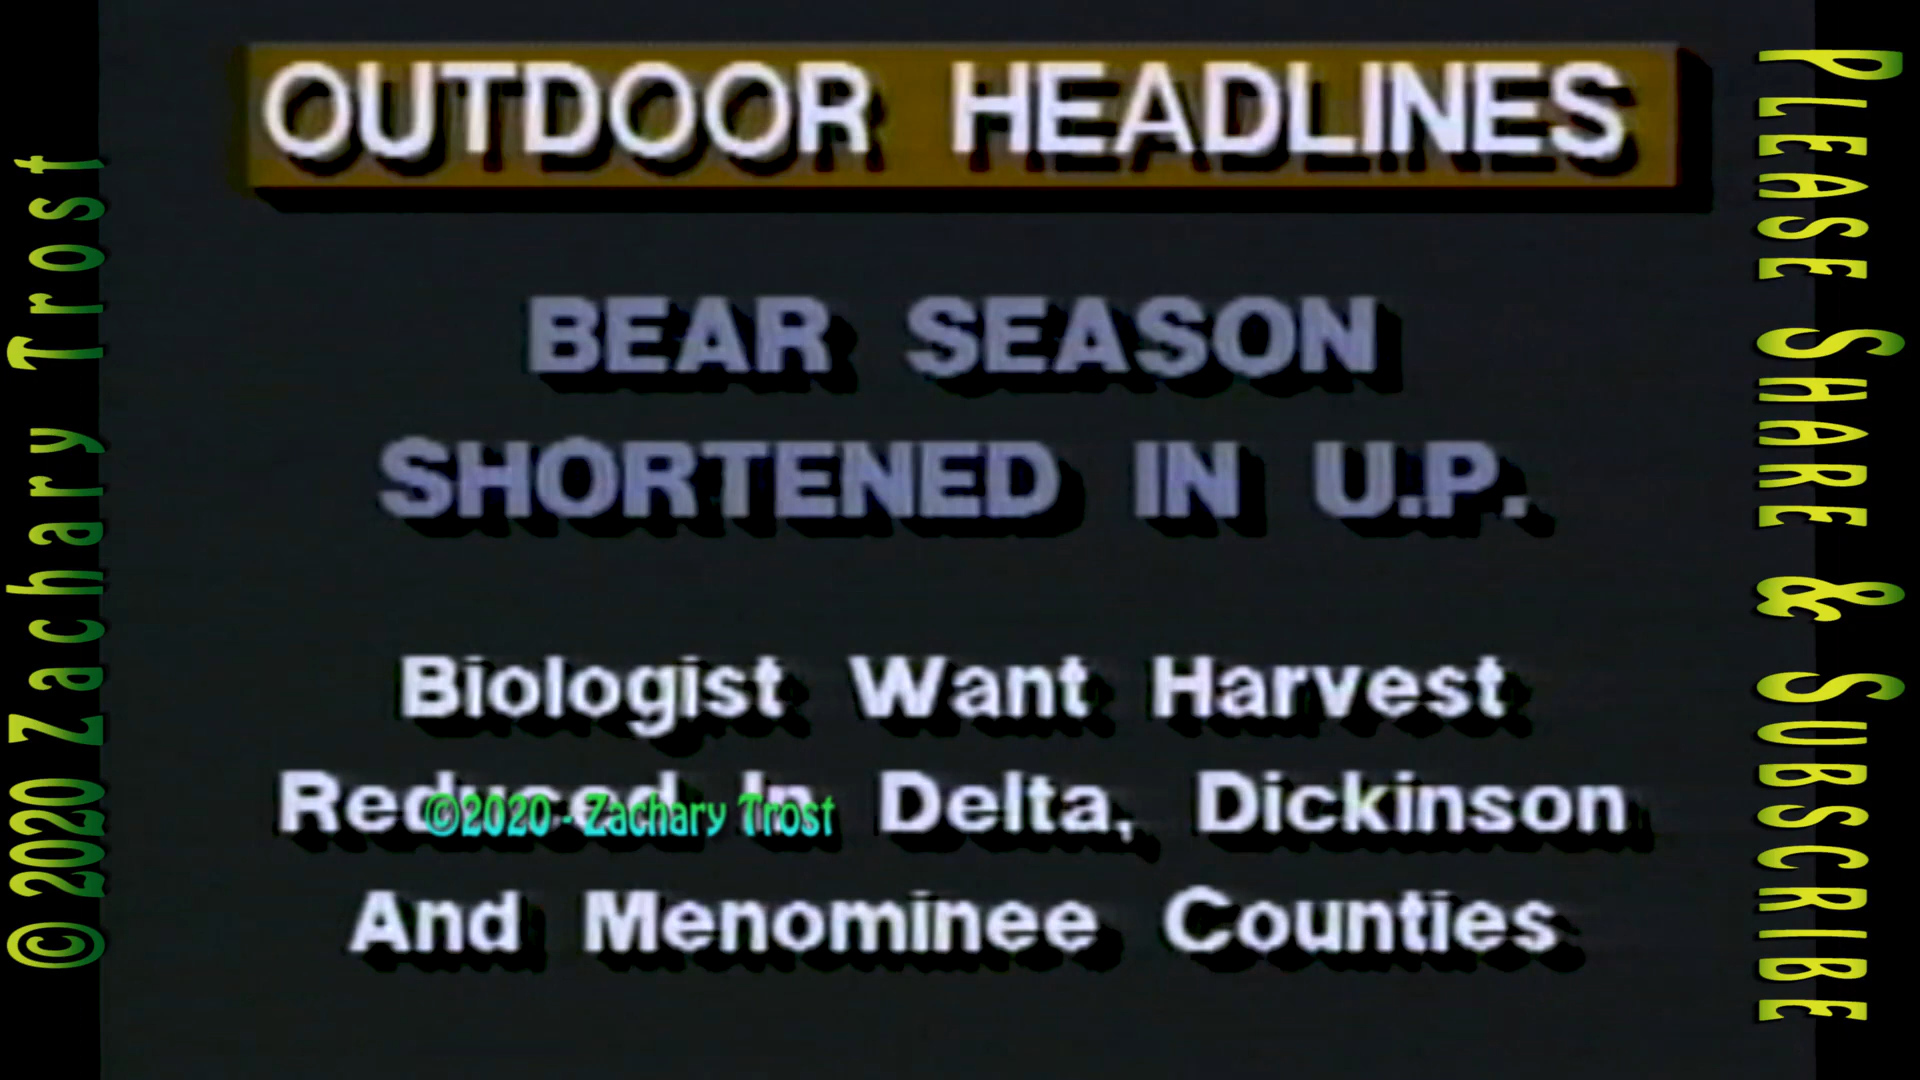 OUTDOOR HEADLINES
BEAR SEASON
SHORTENED IN U.P.
Biologist Want Harvest
Reduced In Delta, Dickinson
And Menominee Counties
©2020 - Zachary Trost
© 2020 Zachary Trost
PLEASE SHARE & SUBSCRIBE